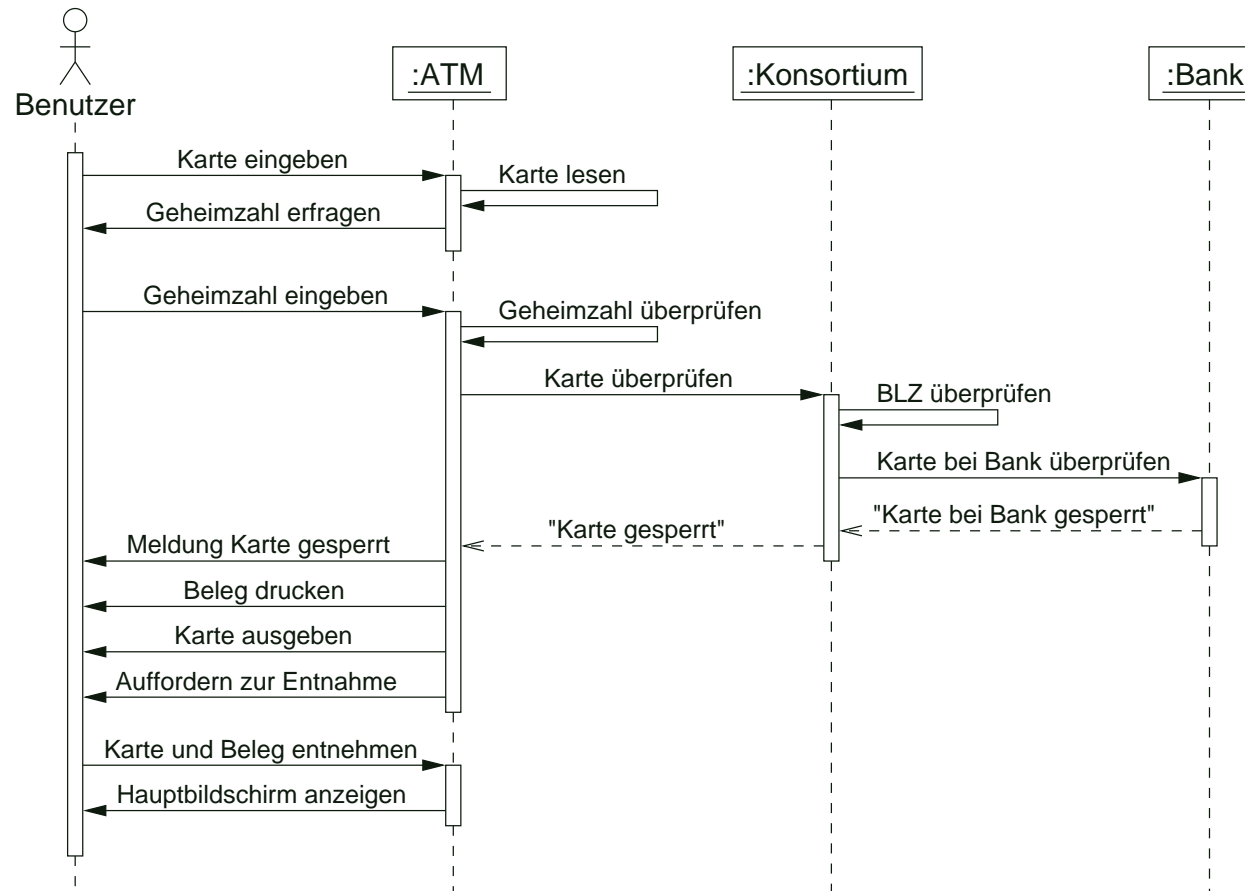 Benutzer
:ATM
:Konsortium
:Bank
Karte eingeben
Karte lesen
Geheimzahl erfragen
Geheimzahl eingeben
Geheimzahl überprüfen
Karte überprüfen
BLZ überprüfen
Karte bei Bank überprüfen
"Karte bei Bank gesperrt"
"Karte gesperrt"
Meldung Karte gesperrt
Beleg drucken
Karte ausgeben
Auffordern zur Entnahme
Karte und Beleg entnehmen
Hauptbildschirm anzeigen